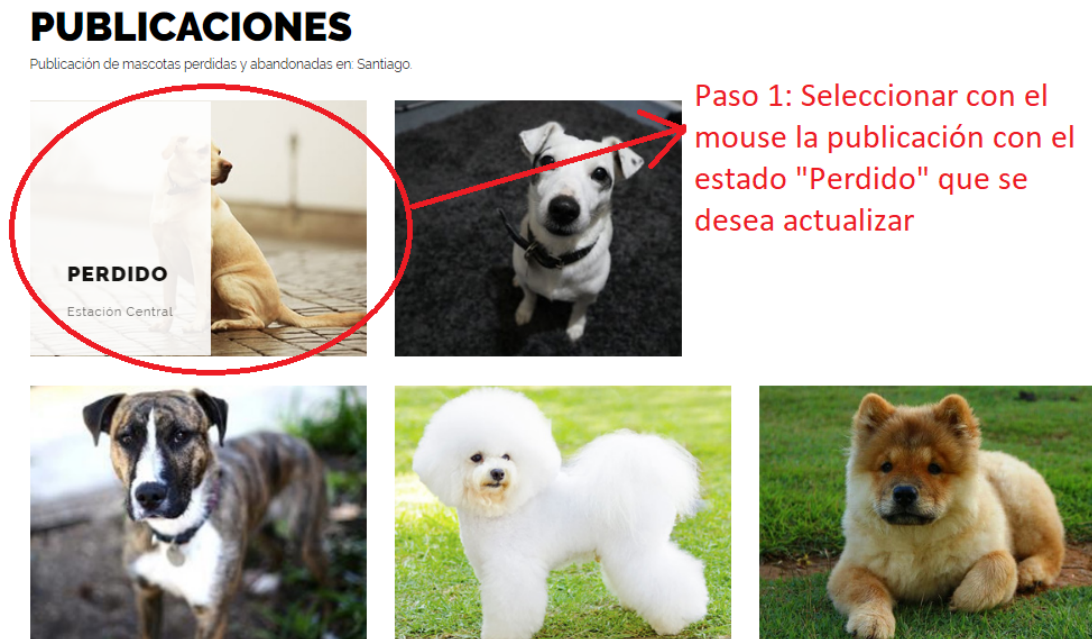 PUBLICACIONES
Publicación de mascotas perdidas y abandonadas en: Santiago.
Paso 1: Seleccionar con el
mouse la publicación con el
estado "Perdido" que se
desea actualizar
PERDIDO
Estación Central